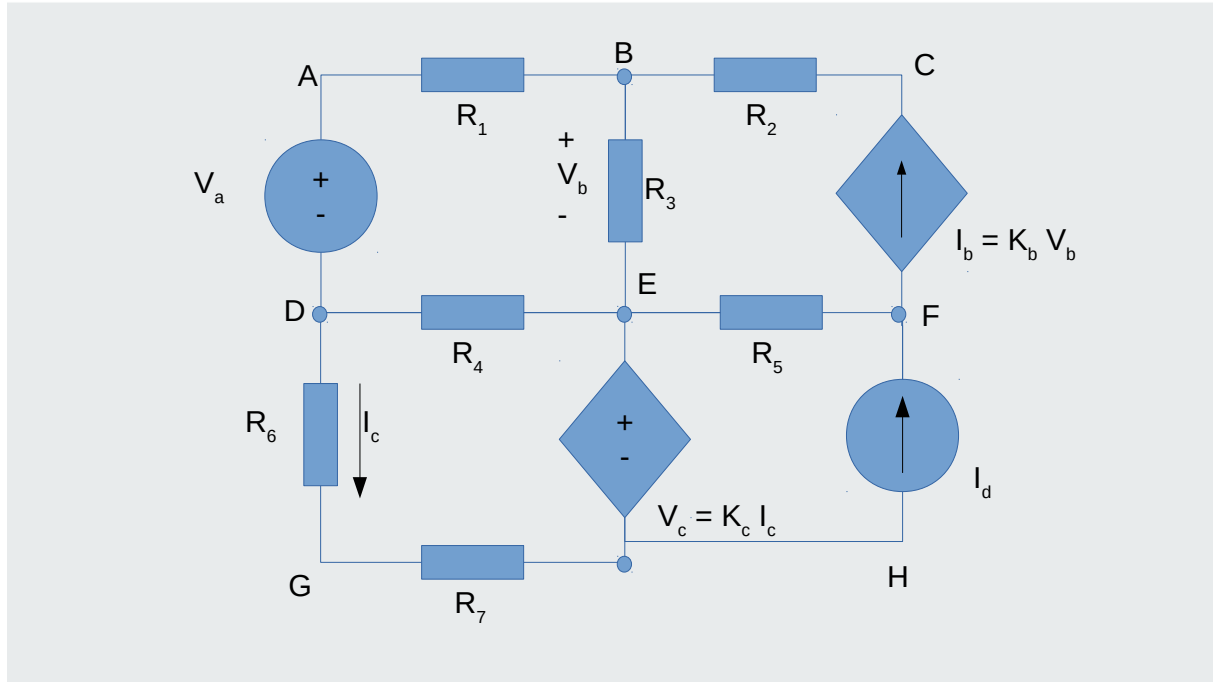 A
B
C
R1
R2
+
Vb
-
R3
Va
+
-
Ib = Kb Vb
D
E
F
R4
R5
R6
Ic
+
-
Id
Vc = Kc Ic
G
H
R7